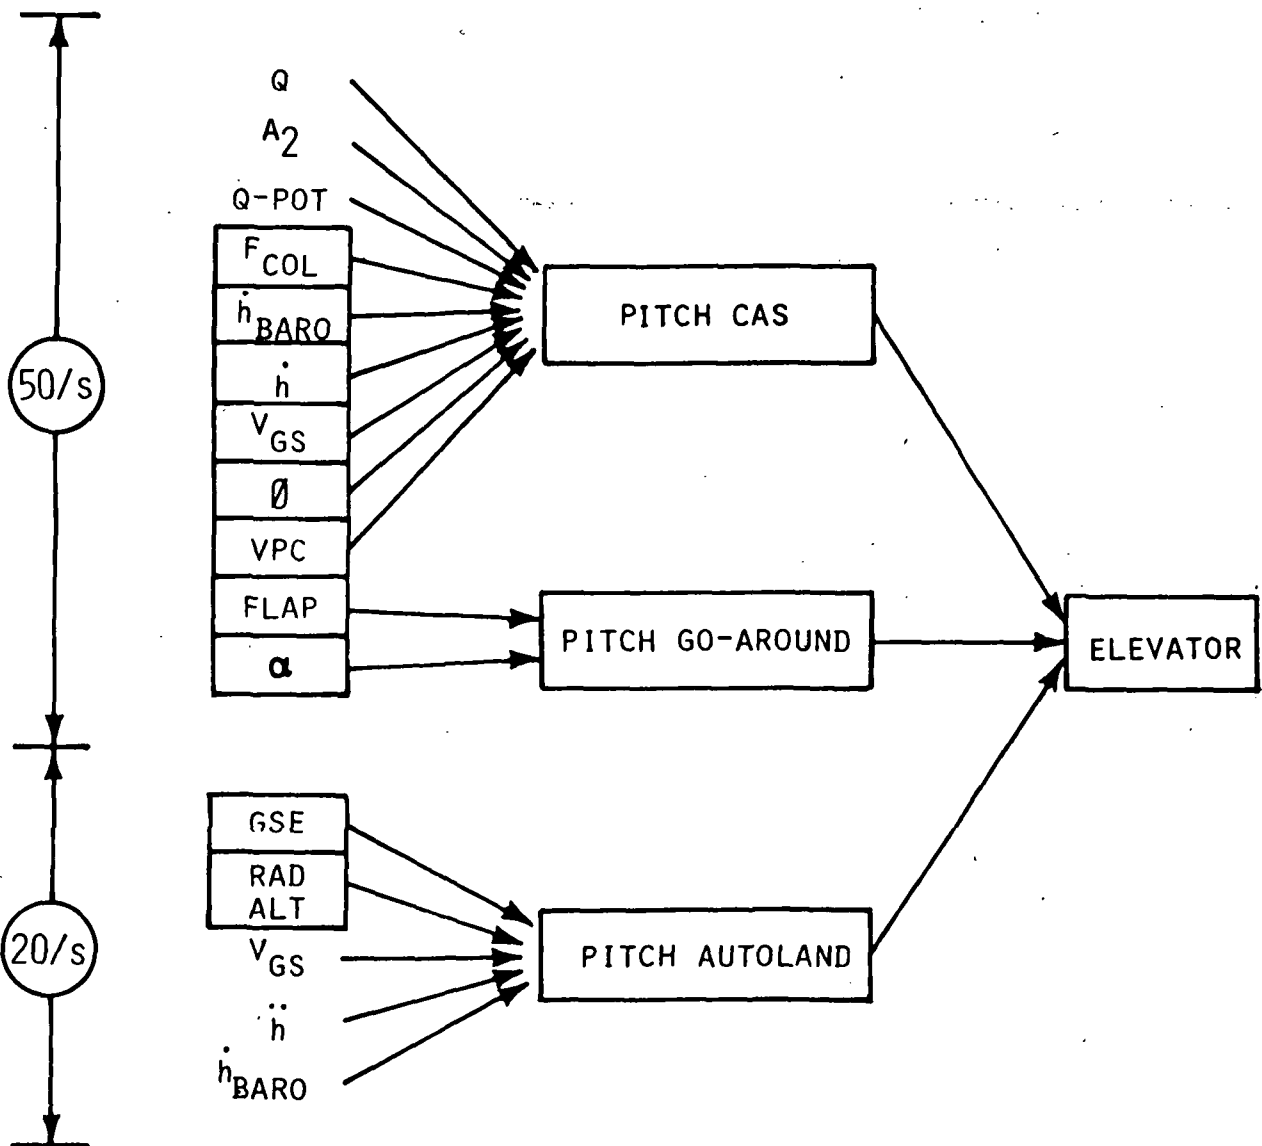 Q
A2
Q-POT
FCOL
ḣBARO
50/s
ḣ
VGS
Ø
VPC
FLAP
α
PITCH CAS
PITCH GO-AROUND
ELEVATOR
20/s
GSE
RAD
ALT
VGS
ḧ
ḣBARO
PITCH AUTOLAND